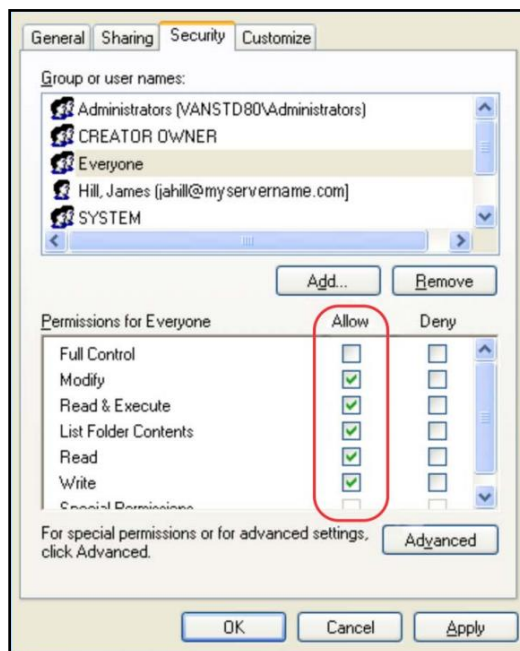 General Sharing Security Customize
Group or user names:
Administrators (VANSTD80\Administrators)
CREATOR OWNER
Everyone
Hill, James (jahill@myservername.com]
SYSTEM
Add... Remove
Permissions for Everyone Allow Deny
Full Control
Modify
Read & Execute
List Folder Contents
Read
Write
Special Permissions
For special permissions or for advanced settings,
click Advanced.
Advanced
OK Cancel Apply